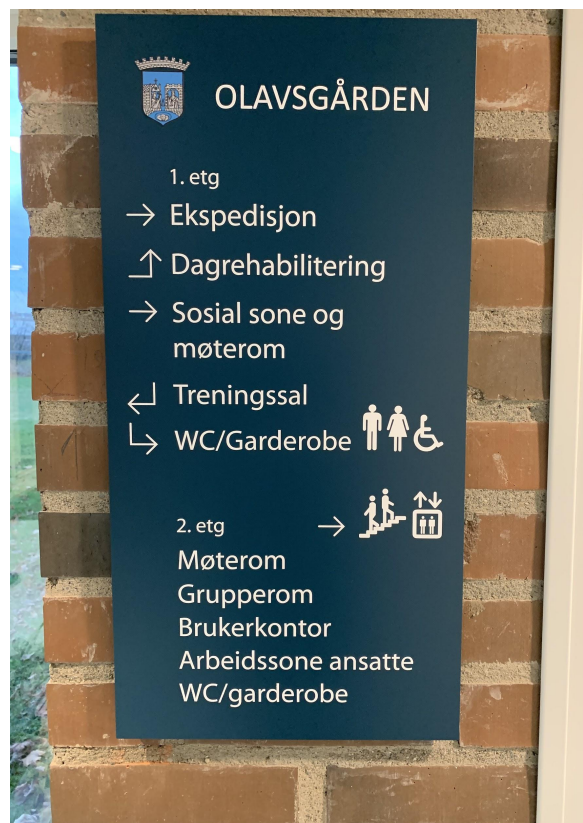 OLAVSGÅRDEN
1. etg
→ Ekspedisjon
↱ Dagrehabilitering
→ Sosial sone og
møterom
↲ Treningssal
↳ WC/Garderobe
2. etg →
Møterom
Grupperom
Brukerkontor
Arbeidssone ansatte
WC/garderobe